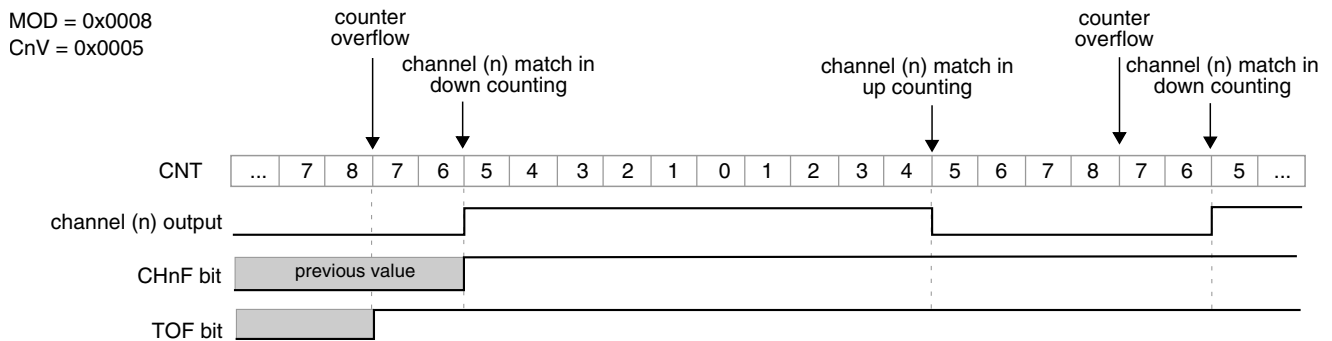 MOD = 0x0008
CnV = 0x0005
counter
overflow
channel (n) match in
down counting
channel (n) match in
up counting
counter
overflow
channel (n) match in
down counting
CNT ... 7 8 7 6 5 4 3 2 1 0 1 2 3 4 5 6 7 8 7 6 5 ...
channel (n) output
CHnF bit previous value
TOF bit